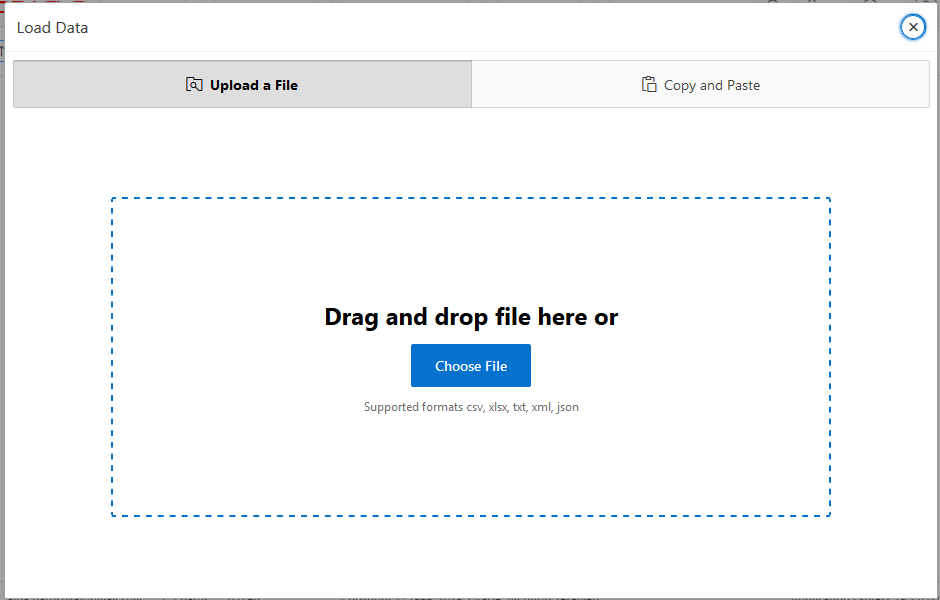 Load Data
Upload a File
Copy and Paste
Drag and drop file here or
Choose File
Supported formats csv, xlsx, txt, xml, json